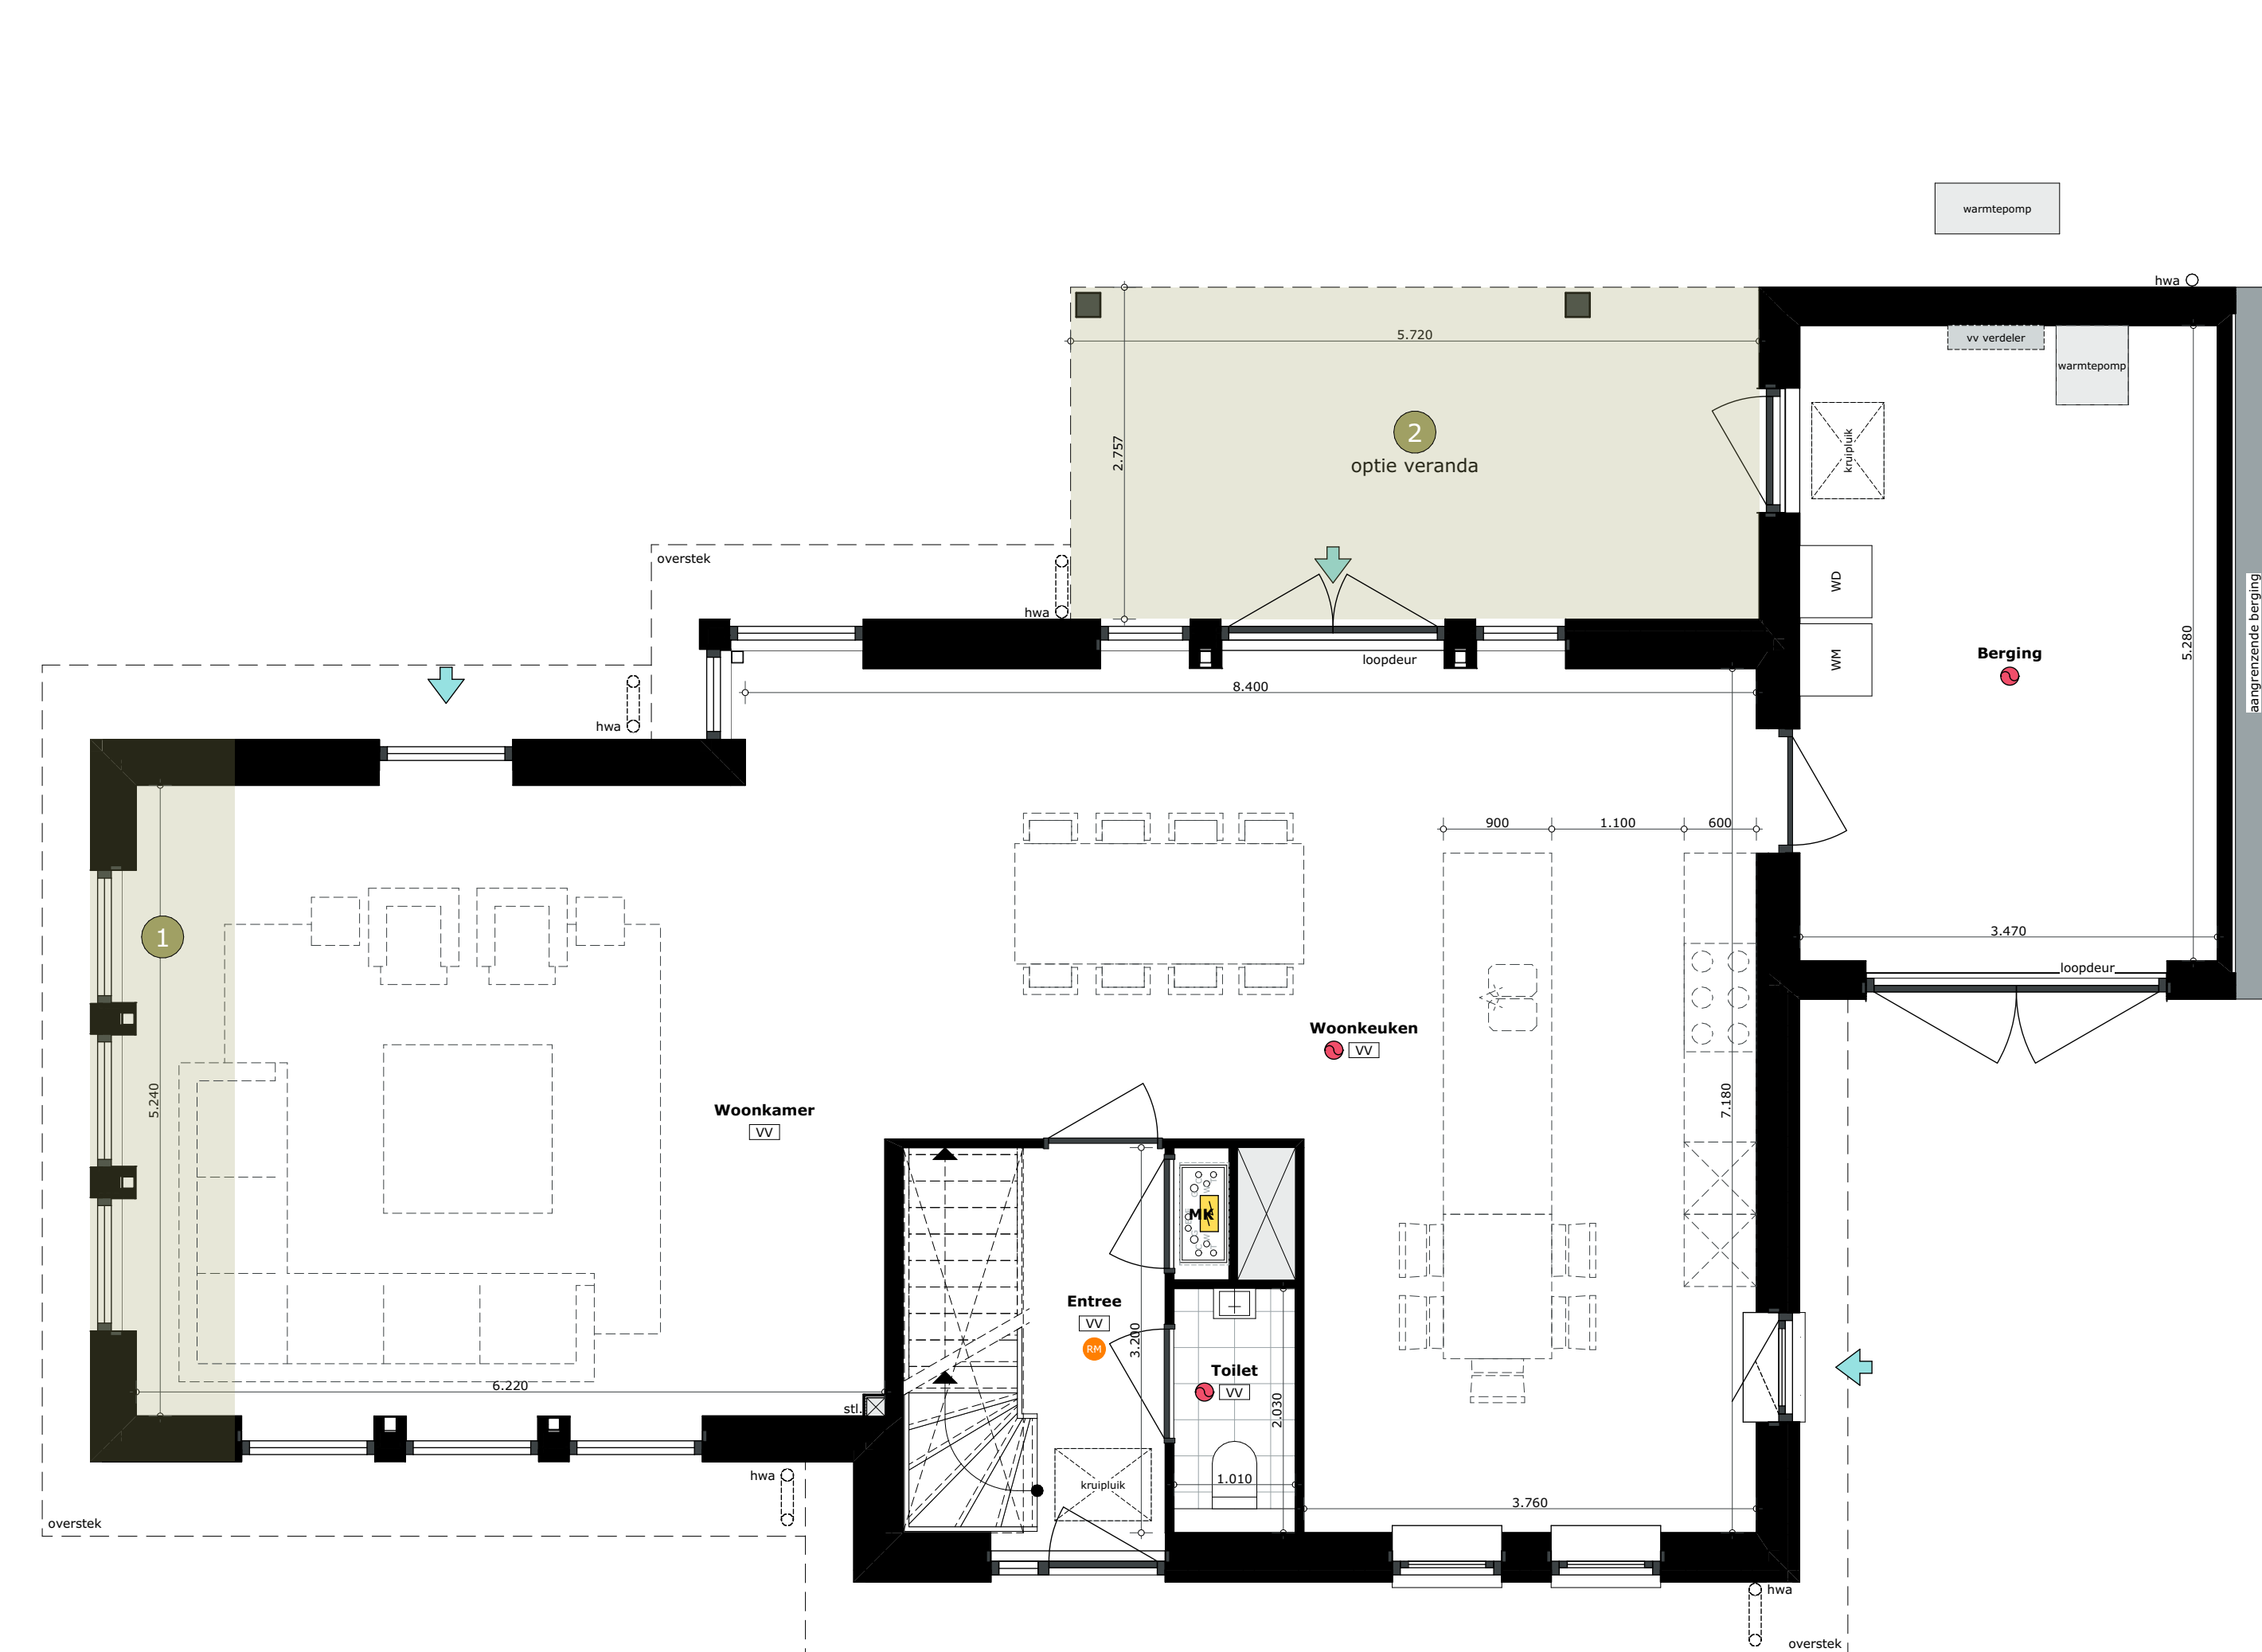 warmtepomp
hwa
vv verdeler
warmtepomp
5.720
2
optie veranda
2.757
kruipluik
overstek
hwa
WD
WM
loopdeur
8.400
Berging
5.280
aangrenzende berging
hwa
900
1.100
600
1
3.470
loopdeur
Woonkeuken
VV
5.240
7.180
Woonkamer
VV
MK
Entree
VV
RM
3.200
Toilet
VV
2.030
6.220
stl.
hwa
kruipluik
1.010
3.760
overstek
hwa
overstek